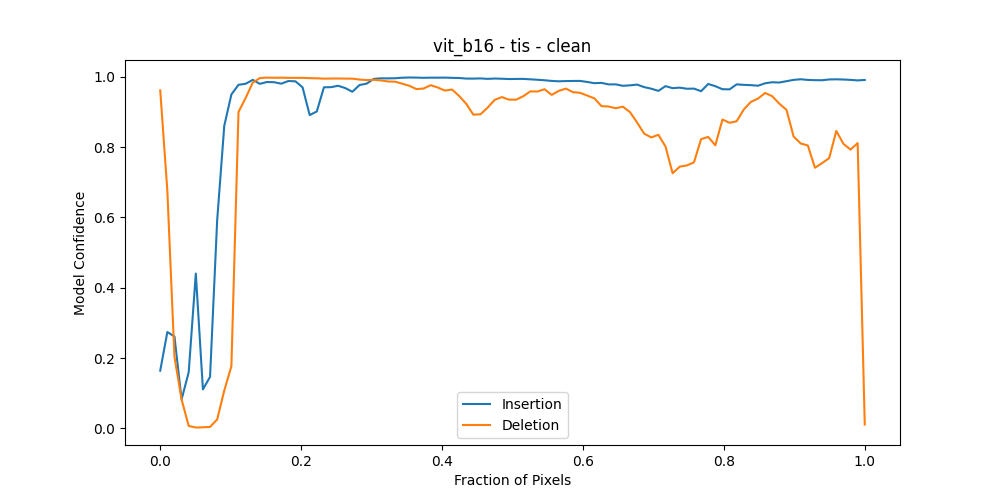 vit_b16 - tis - clean
Model Confidence
1.0
0.8
0.6
0.4
0.2
0.0
Insertion
Deletion
0.0 0.2 0.4 0.6 0.8 1.0
Fraction of Pixels